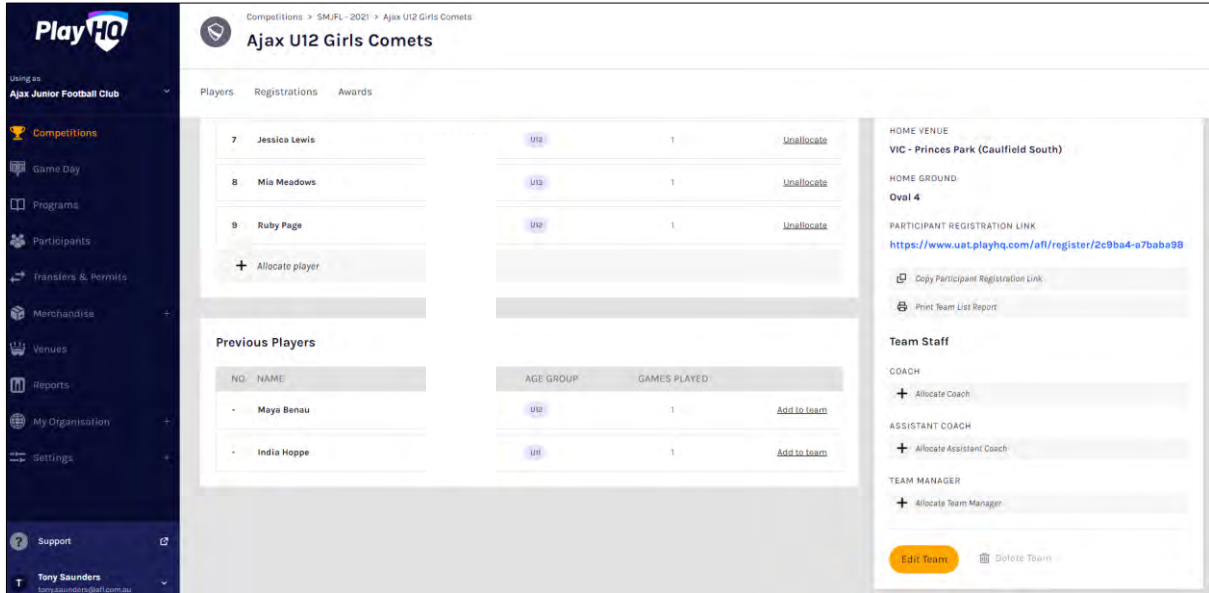 PlayHQ
Using as
Ajax Junior Football Club
Competitions
Game Day
Programs
Participants
Transfers & Permits
Merchandise +
Venues
Reports
My Organisation +
Settings +
Support
T Tony Saunders
tony.saunders@afl.com.au
Competitions > SMJFL - 2021 > Ajax U12 Girls Comets
Ajax U12 Girls Comets
Players Registrations Awards
7 Jessica Lewis U12 1 Unallocate
8 Mia Meadows U12 1 Unallocate
9 Ruby Page U12 1 Unallocate
+ Allocate player
Previous Players
NO. NAME AGE GROUP GAMES PLAYED
- Maya Benau U12 1 Add to team
- India Hoppe U11 1 Add to team
HOME VENUE
VIC - Princes Park (Caulfield South)
HOME GROUND
Oval 4
PARTICIPANT REGISTRATION LINK
https://www.uat.playhq.com/afl/register/2c9ba4-a7baba98
Copy Participant Registration Link
Print Team List Report
Team Staff
COACH
+ Allocate Coach
ASSISTANT COACH
+ Allocate Assistant Coach
TEAM MANAGER
+ Allocate Team Manager
Edit Team Delete Team